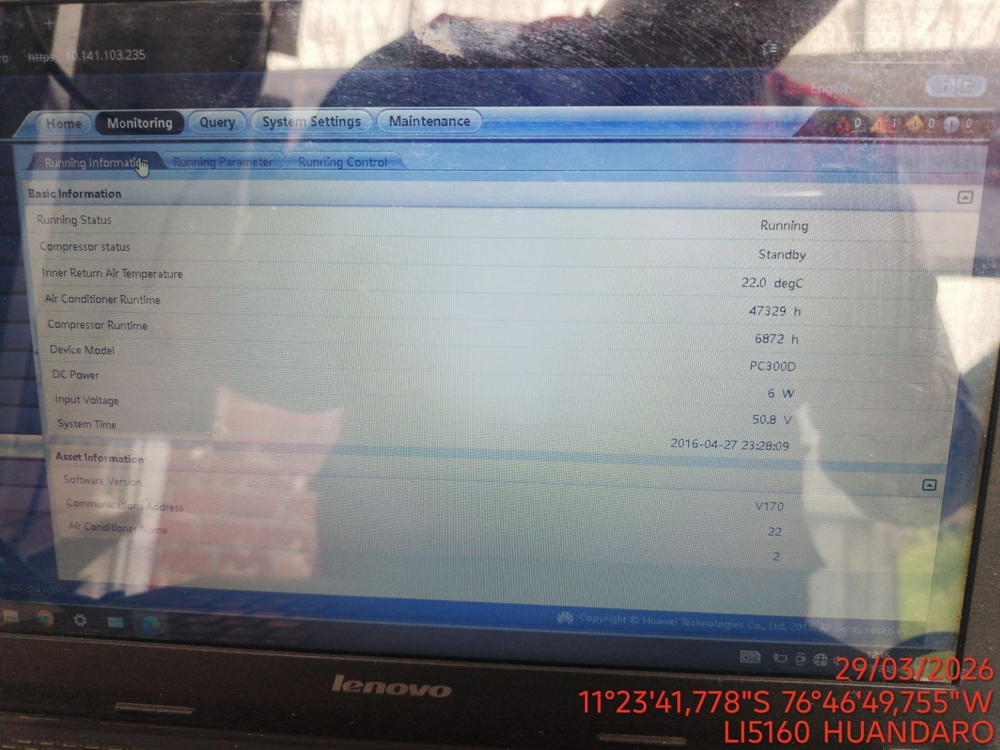 https 10.141.103.235
English
Home Monitoring Query System Settings Maintenance 0 1 0 0
Running Information Running Parameter Running Control
Basic Information
Running Status Running
Compressor status Standby
Inner Return Air Temperature 22.0 degC
Air Conditioner Runtime 47329 h
Compressor Runtime 6872 h
Device Model PC300D
DC Power 6 W
Input Voltage 50.8 V
System Time 2016-04-27 23:28:09
Asset Information
Software Version V170
Communications Address 22
Air Conditioner Name 2
Copyright © Huawei Technologies Co., Ltd. 2019. All rights reserved.
12:16
lenovo
29/03/2026
11°23'41,778"S 76°46'49,755"W
LI5160 HUANDARO